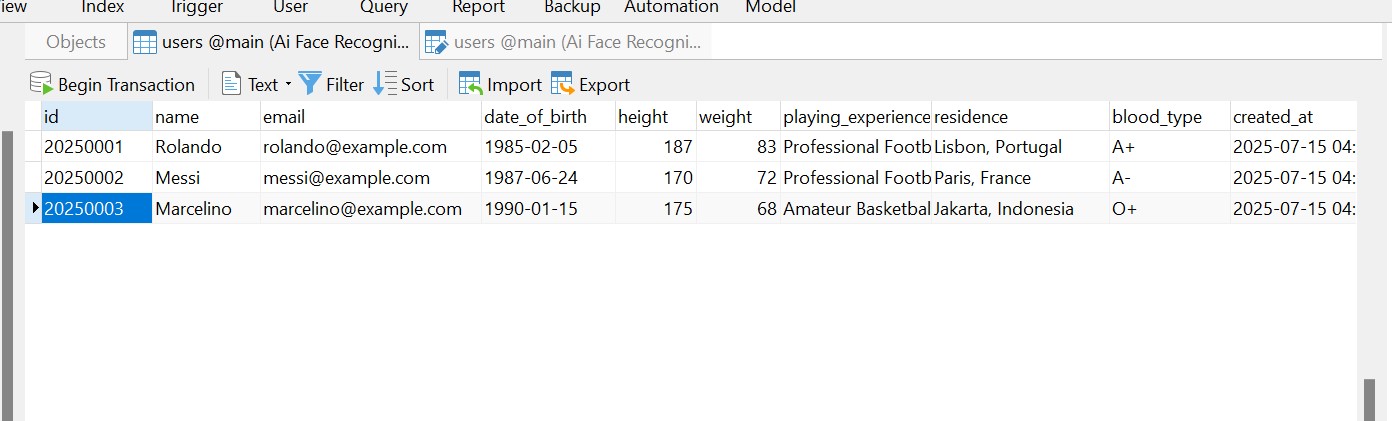 iew Index Trigger User Query Report Backup Automation Model
Objects users @main (Ai Face Recogni... users @main (Ai Face Recogni...
Begin Transaction Text Filter Sort Import Export
id name email date_of_birth height weight playing_experience residence blood_type created_at
20250001 Rolando rolando@example.com 1985-02-05 187 83 Professional Footb Lisbon, Portugal A+ 2025-07-15 04:
20250002 Messi messi@example.com 1987-06-24 170 72 Professional Footb Paris, France A- 2025-07-15 04:
20250003 Marcelino marcelino@example.com 1990-01-15 175 68 Amateur Basketbal Jakarta, Indonesia O+ 2025-07-15 04: